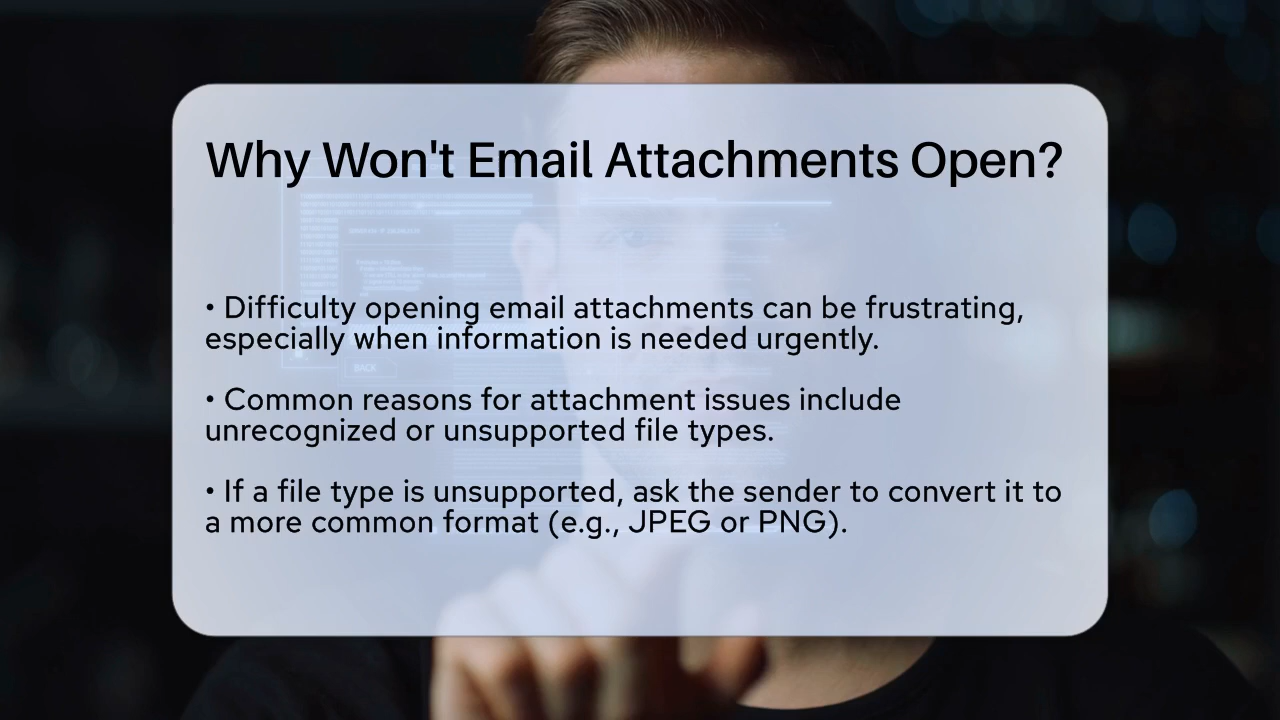 Why Won't Email Attachments Open?
• Difficulty opening email attachments can be frustrating,
especially when information is needed urgently.
• Common reasons for attachment issues include
unrecognized or unsupported file types.
• If a file type is unsupported, ask the sender to convert it to
a more common format (e.g., JPEG or PNG).
BACK